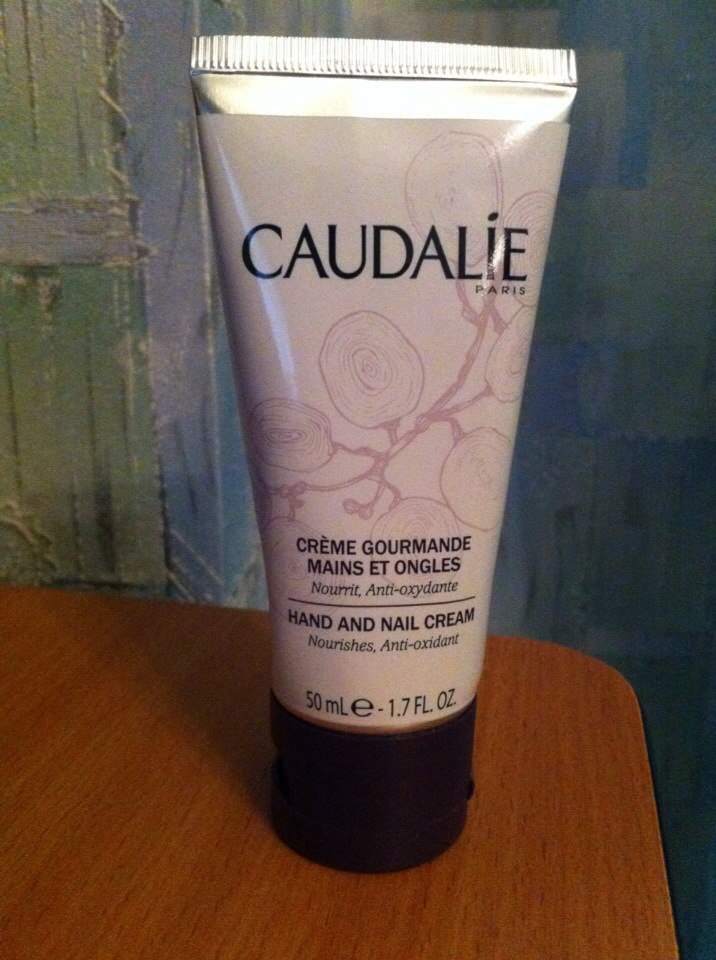 CAUDALiE
PARIS
CRÈME GOURMANDE
MAINS ET ONGLES
Nourrit, Anti-oxydante
HAND AND NAIL CREAM
Nourishes, Anti-oxidant
50 mL ℮ - 1.7 FL. OZ.